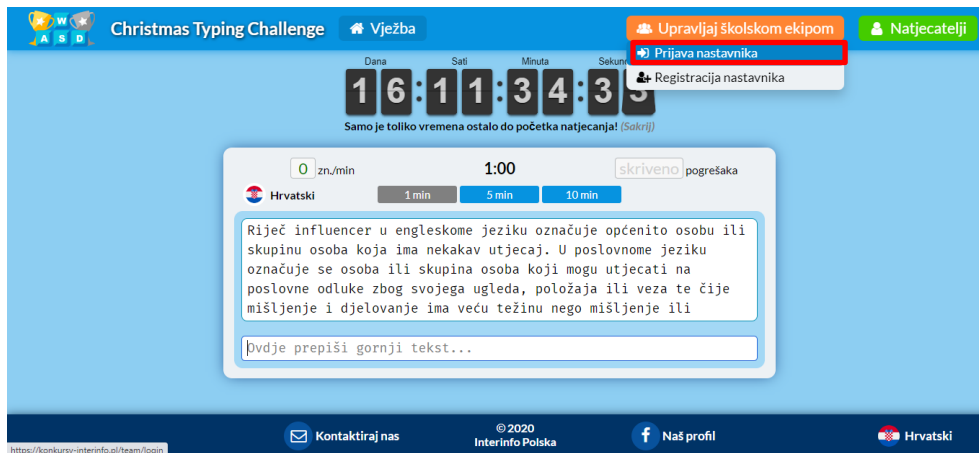 W
A S D
Christmas Typing Challenge
Vježba
Upravljaj školskom ekipom
Natjecatelji
Prijava nastavnika
Registracija nastavnika
Dana Sati Minuta
16:11:34:33
Samo je toliko vremena ostalo do početka natjecanja! (Sakrij)
0 zn./min
1:00
skriveno pogrešaka
Hrvatski
1 min
5 min
10 min
Riječ influencer u engleskome jeziku označuje općenito osobu ili
skupinu osoba koja ima nekakav utjecaj. U poslovnome jeziku
označuje se osoba ili skupina osoba koji mogu utjecati na
poslovne odluke zbog svojega ugleda, položaja ili veza te čije
mišljenje i djelovanje ima veću težinu nego mišljenje ili
Ovdje prepiši gornji tekst...
Kontaktiraj nas
© 2020
Interinfo Polska
Naš profil
Hrvatski
https://konkursy-interinfo.pl/team/login